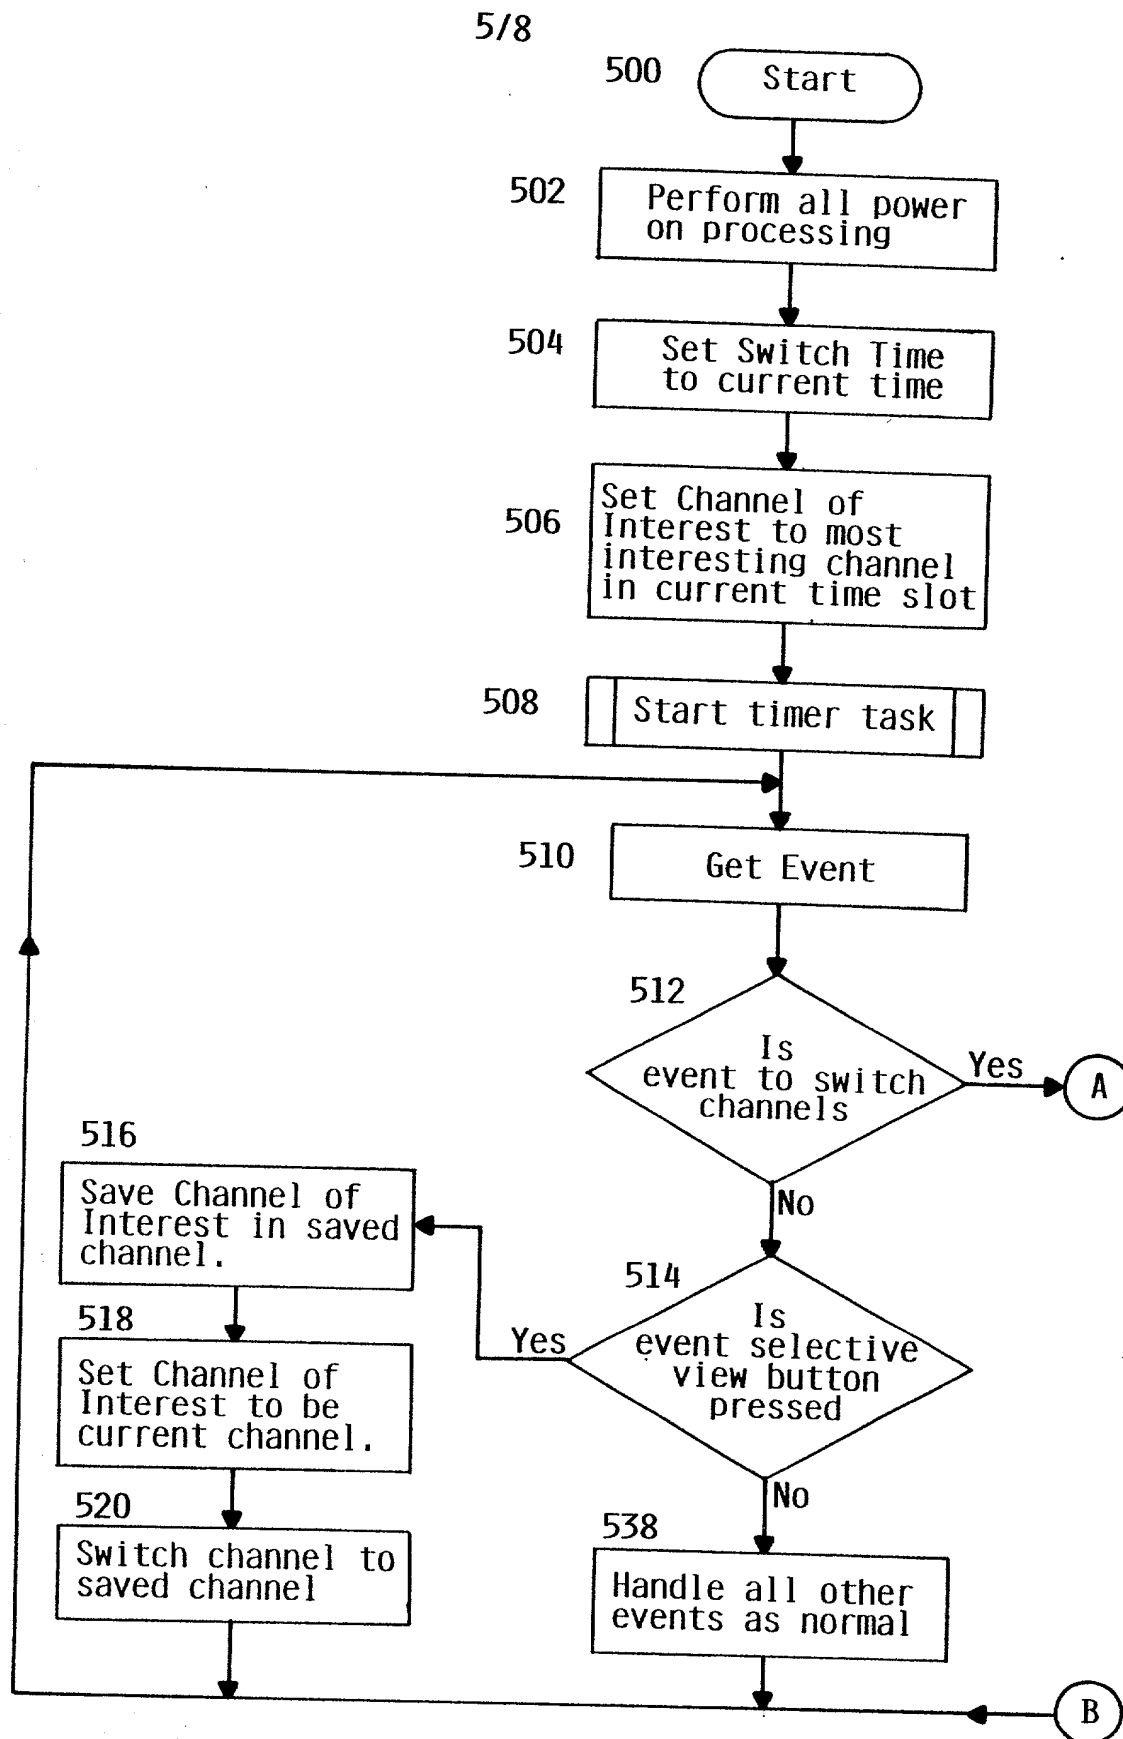 5/8
500
Start
502
Perform all power
on processing
504
Set Switch Time
to current time
506
Set Channel of
Interest to most
interesting channel
in current time slot
508
Start timer task
510
Get Event
512
Is
event to switch
channels
Yes
A
No
514
Is
event selective
view button
pressed
Yes
516
Save Channel of
Interest in saved
channel.
518
Set Channel of
Interest to be
current channel.
520
Switch channel to
saved channel
No
538
Handle all other
events as normal
B